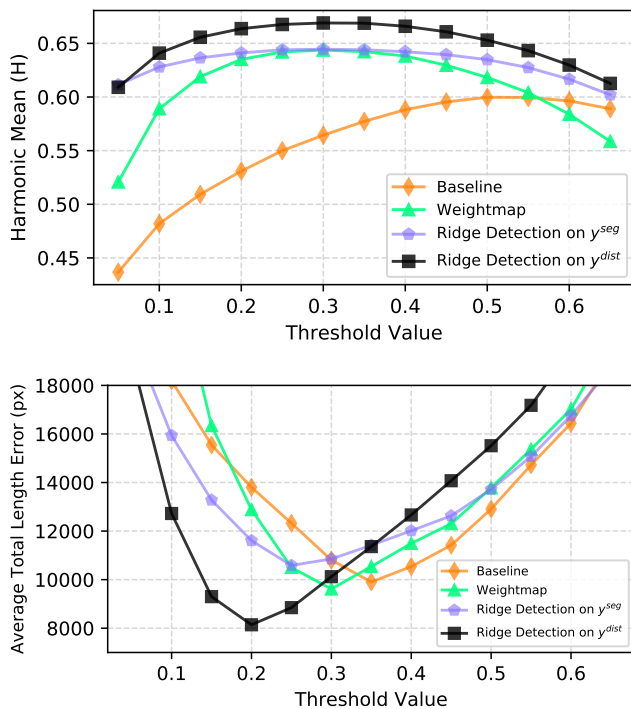 Harmonic Mean (H)
0.65
0.60
0.55
0.50
0.45
Baseline
Weightmap
Ridge Detection on y^seg
Ridge Detection on y^dist
0.1 0.2 0.3 0.4 0.5 0.6
Threshold Value
Average Total Length Error (px)
18000
16000
14000
12000
10000
8000
Baseline
Weightmap
Ridge Detection on y^seg
Ridge Detection on y^dist
0.1 0.2 0.3 0.4 0.5 0.6
Threshold Value